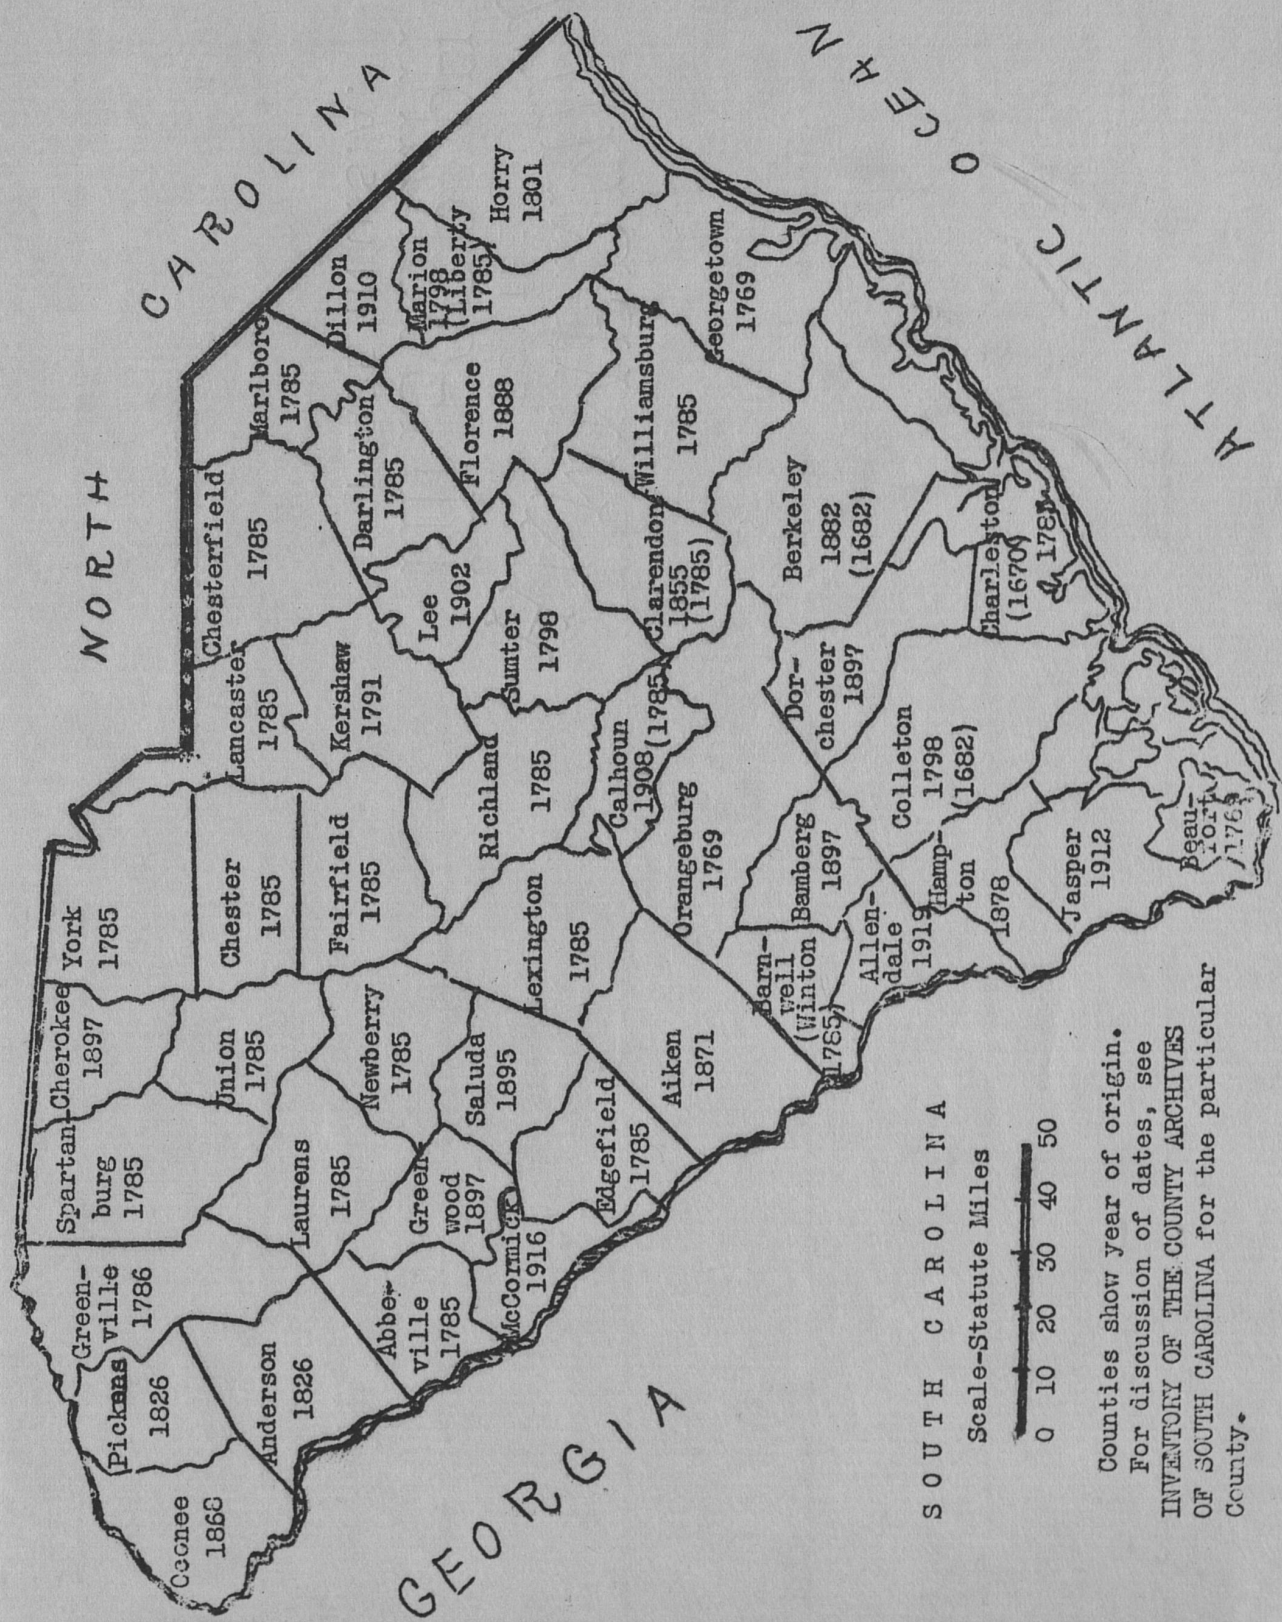 NORTH
CAROLINA
GEORGIA
ATLANTIC OCEAN
Oconee
1868
Pickens
1826
Green-
ville
1786
Spartan-
burg
1785
Cherokee
1897
York
1785
Anderson
1826
Laurens
1785
Union
1785
Chester
1785
Lancaster
1785
Chesterfield
1785
Marlboro
1785
Abbe-
ville
1785
Green-
wood
1897
Newberry
1785
Fairfield
1785
Kershaw
1791
Darlington
1785
Dillon
1910
Marion
1798
(Liberty
1785)
Horry
1801
McCormick
1916
Saluda
1895
Richland
1785
Lee
1902
Florence
1888
Edgefield
1785
Lexington
1785
Sumter
1798
Aiken
1871
Calhoun
1908 (1785)
Clarendon
1855
(1785)
Williamsburg
1785
Georgetown
1769
Orangeburg
1769
Barn-
well
(Winton
1785)
Bamberg
1897
Dor-
chester
1897
Berkeley
1882
(1682)
Allen-
dale
1919
Hamp-
ton
1878
Colleton
1798
(1682)
Charleston
(1670)
Jasper
1912
Beau-
fort
1769
SOUTH CAROLINA
Scale-Statute Miles
0 10 20 30 40 50
Counties show year of origin.
For discussion of dates, see
INVENTORY OF THE COUNTY ARCHIVES
OF SOUTH CAROLINA for the particular
County.